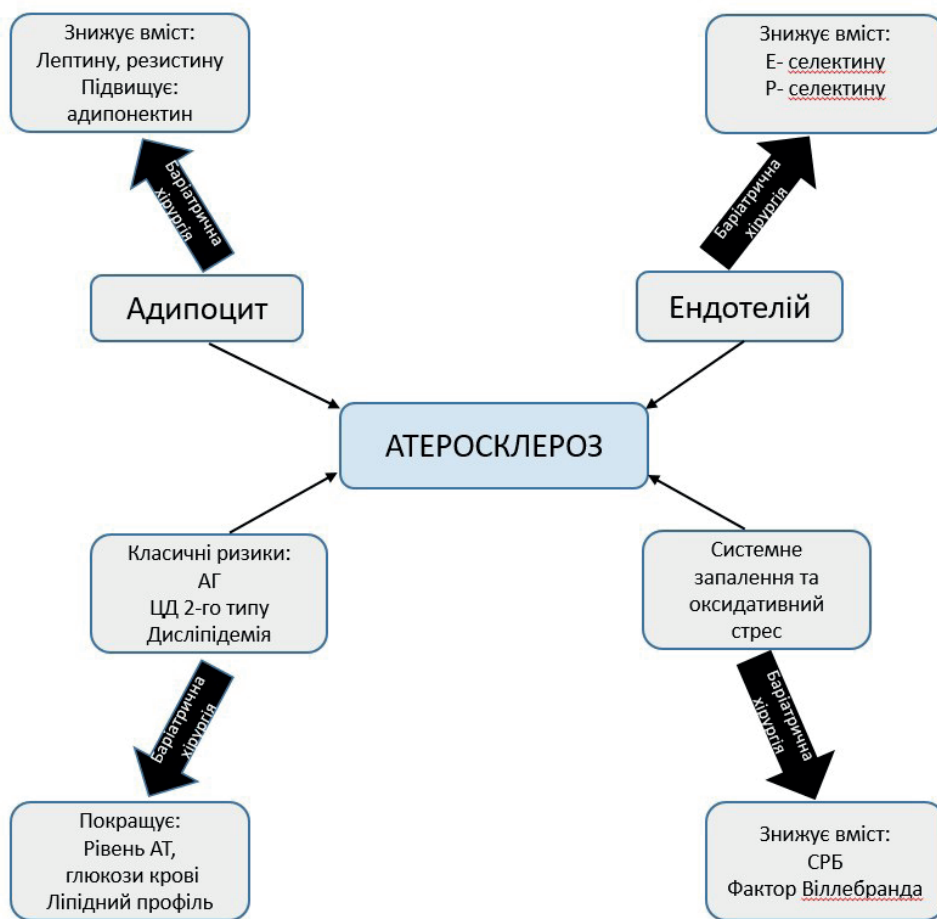 Знижує вміст:
Лептину, резистину
Підвищує:
адипонектин
Знижує вміст:
Е- селектину
Р- селектину
Баріатрична
хірургія
Баріатрична
хірургія
Адипоцит
Ендотелій
АТЕРОСКЛЕРОЗ
Класичні ризики:
АГ
ЦД 2-го типу
Дисліпідемія
Системне
запалення та
оксидативний
стрес
Баріатрична
хірургія
Баріатрична
хірургія
Покращує:
Рівень АТ,
глюкози крові
Ліпідний профіль
Знижує вміст:
СРБ
Фактор Віллебранда